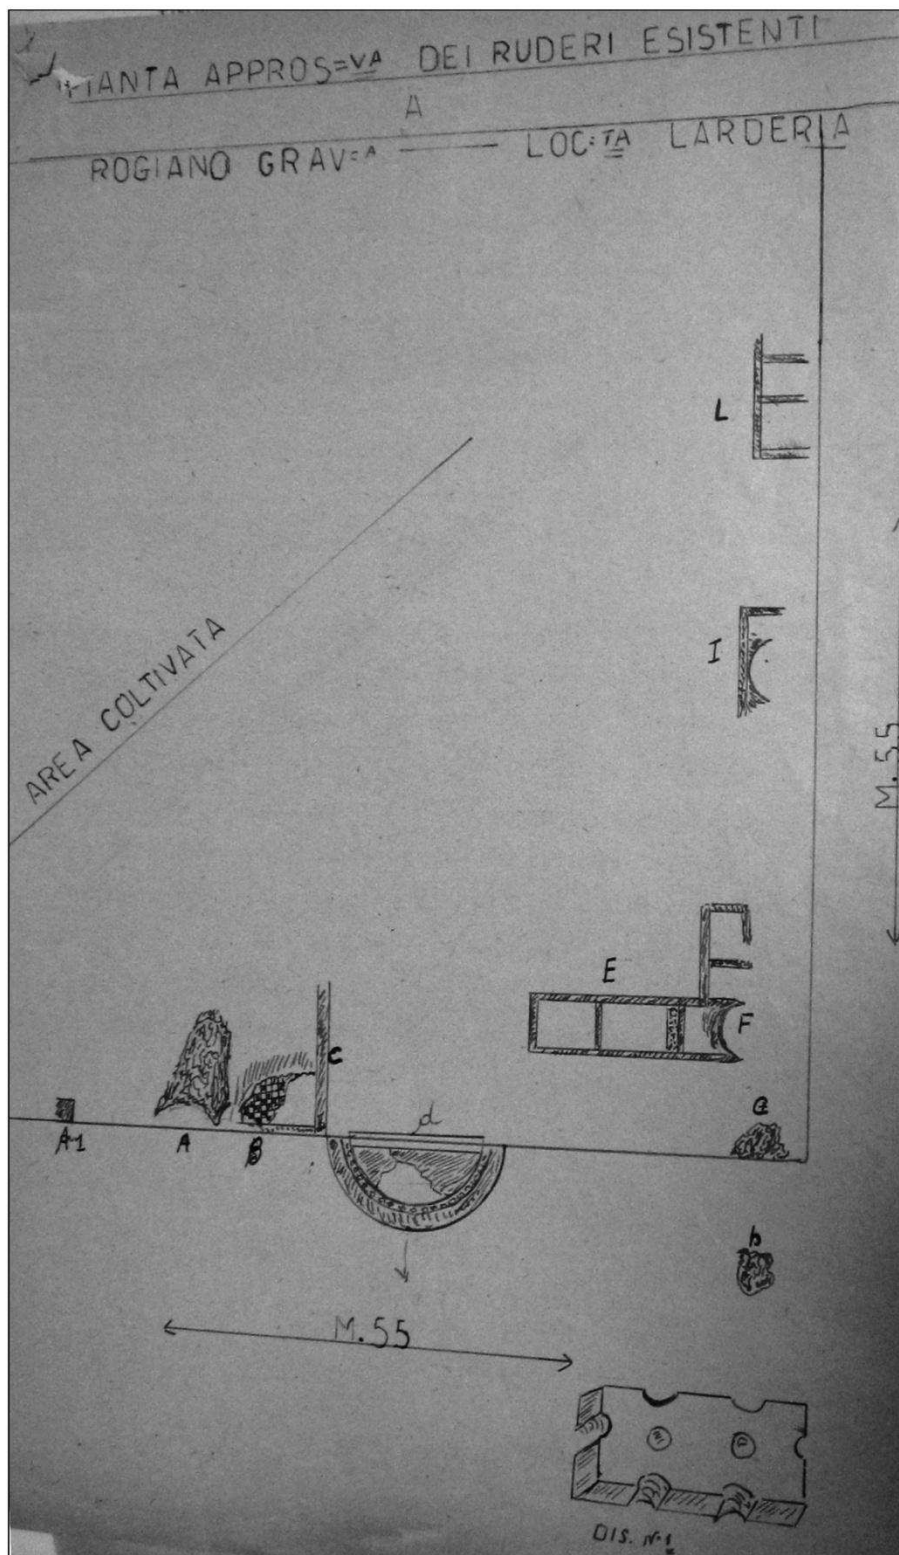 PIANTA APPROS=VA DEI RUDERI ESISTENTI
A
ROGIANO GRAV=A — LOC=TA LARDERIA
L
I
AREA COLTIVATA
M. 55
E
F
C
G
d
A1
A
B
h
M. 55
DIS. N=1